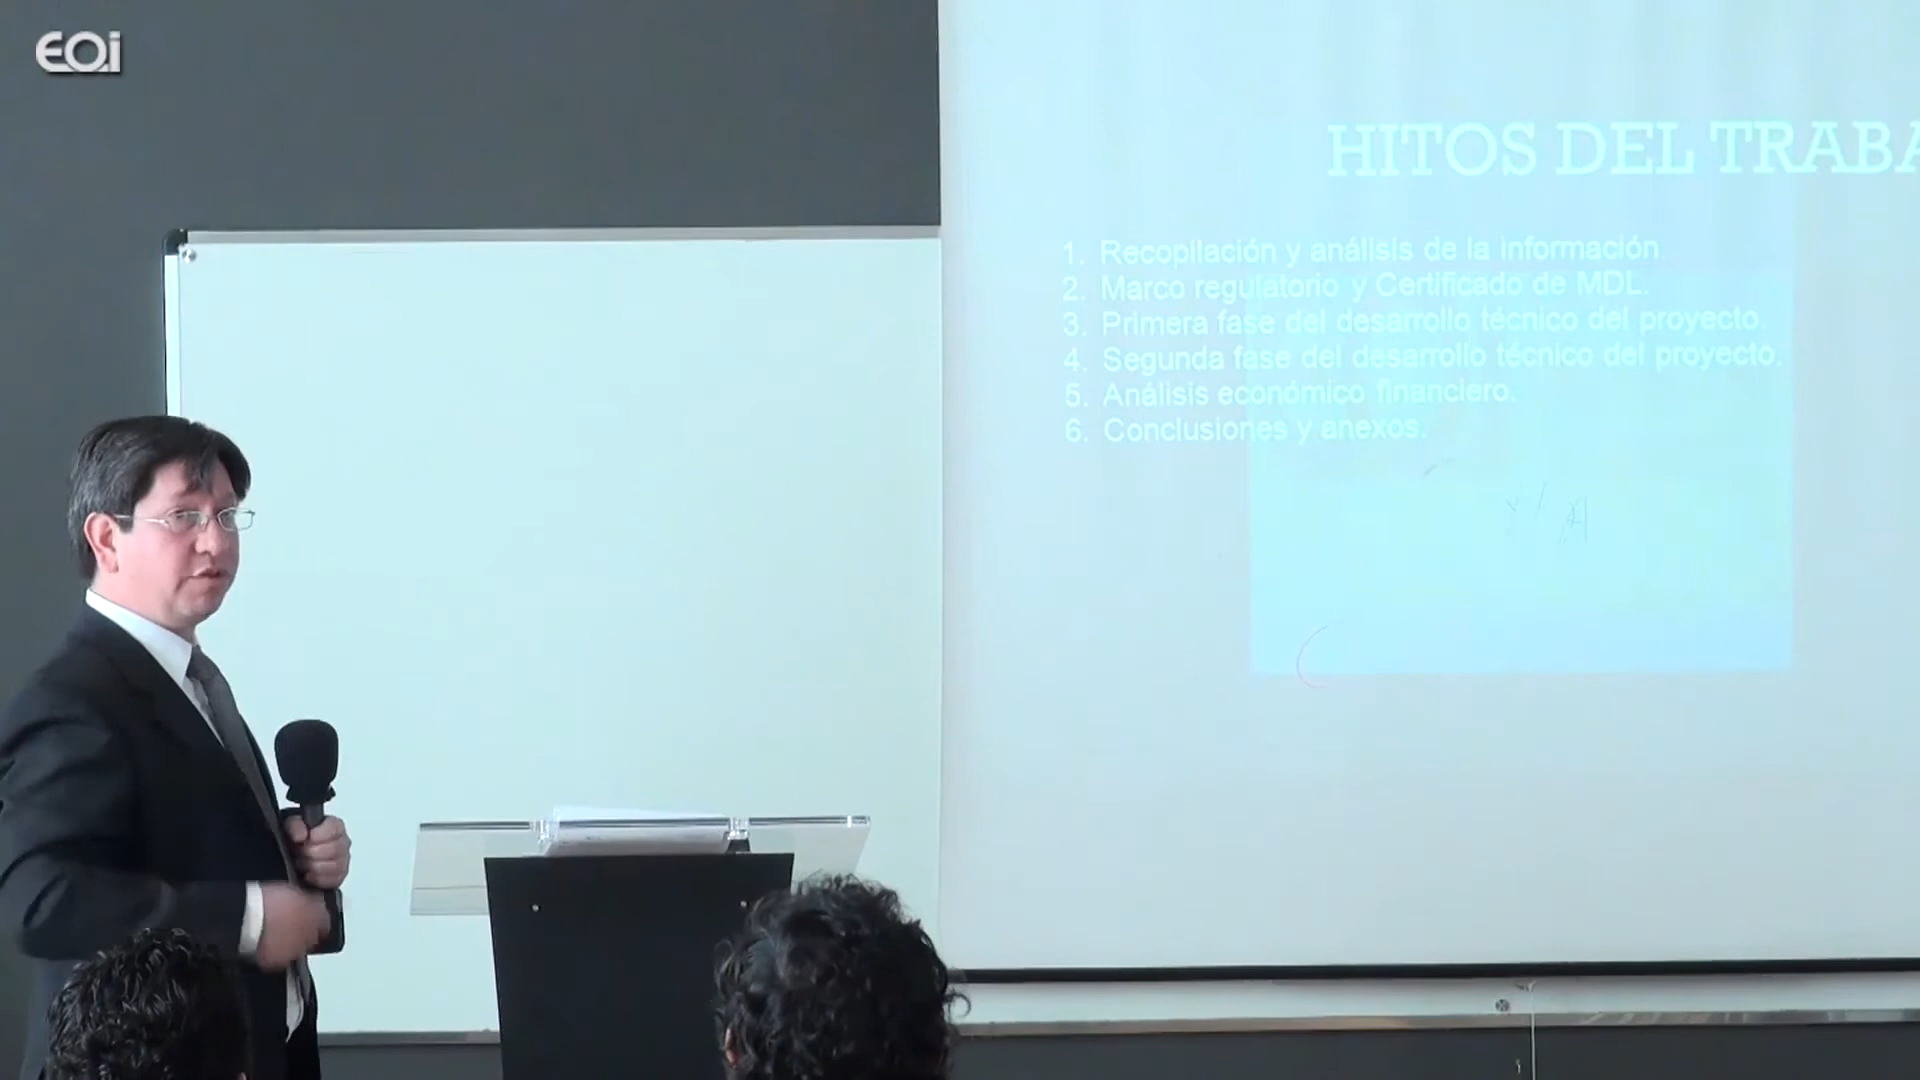 EOI
HITOS DEL TRABA
1. Recopilación y análisis de la información
2. Marco regulatorio y Certificado de MDL.
3. Primera fase del desarrollo técnico del proyecto.
4. Segunda fase del desarrollo técnico del proyecto.
5. Análisis económico financiero.
6. Conclusiones y anexos.